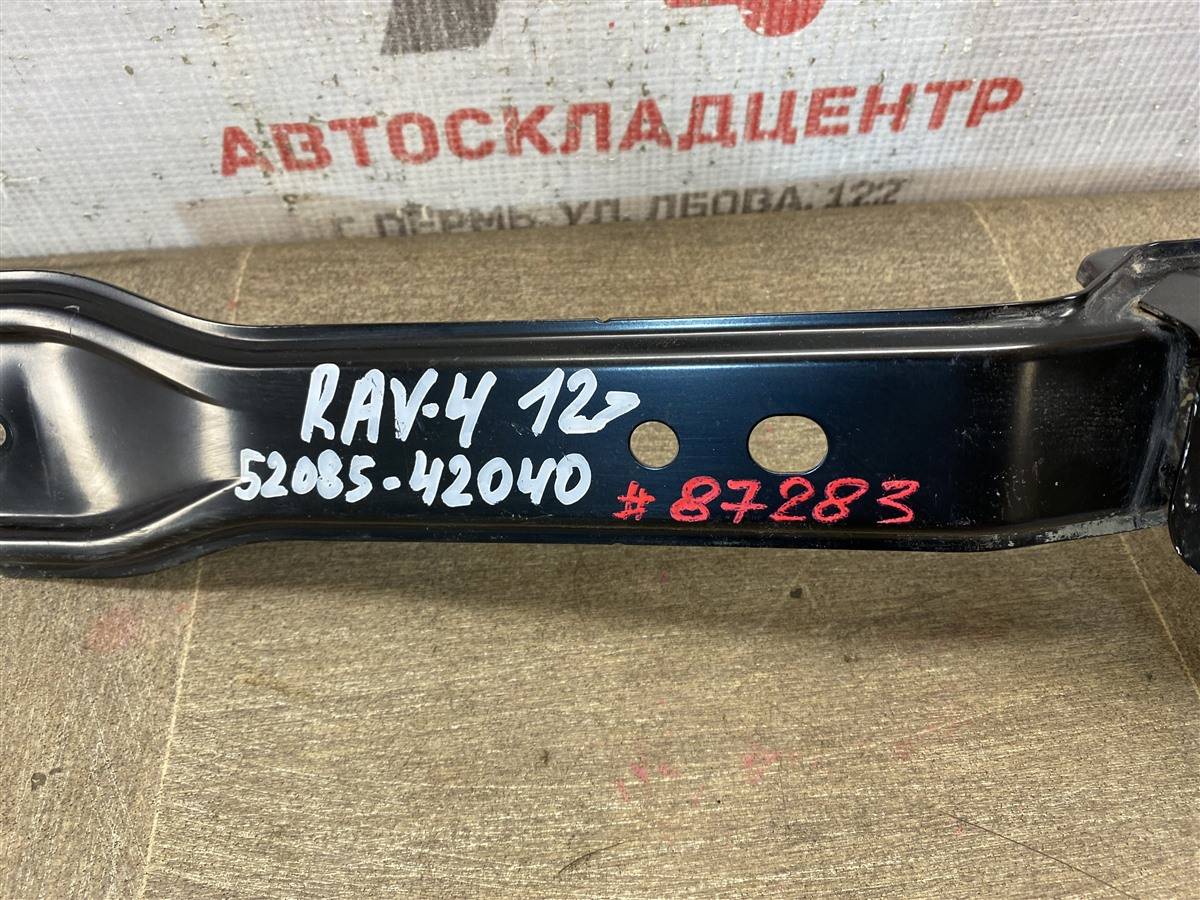 АВТОСКЛАДЦЕНТР
Г. ПЕРМЬ, УЛ. ЛБОВА, 122
RAV-4 12>
52085-42040
#87283